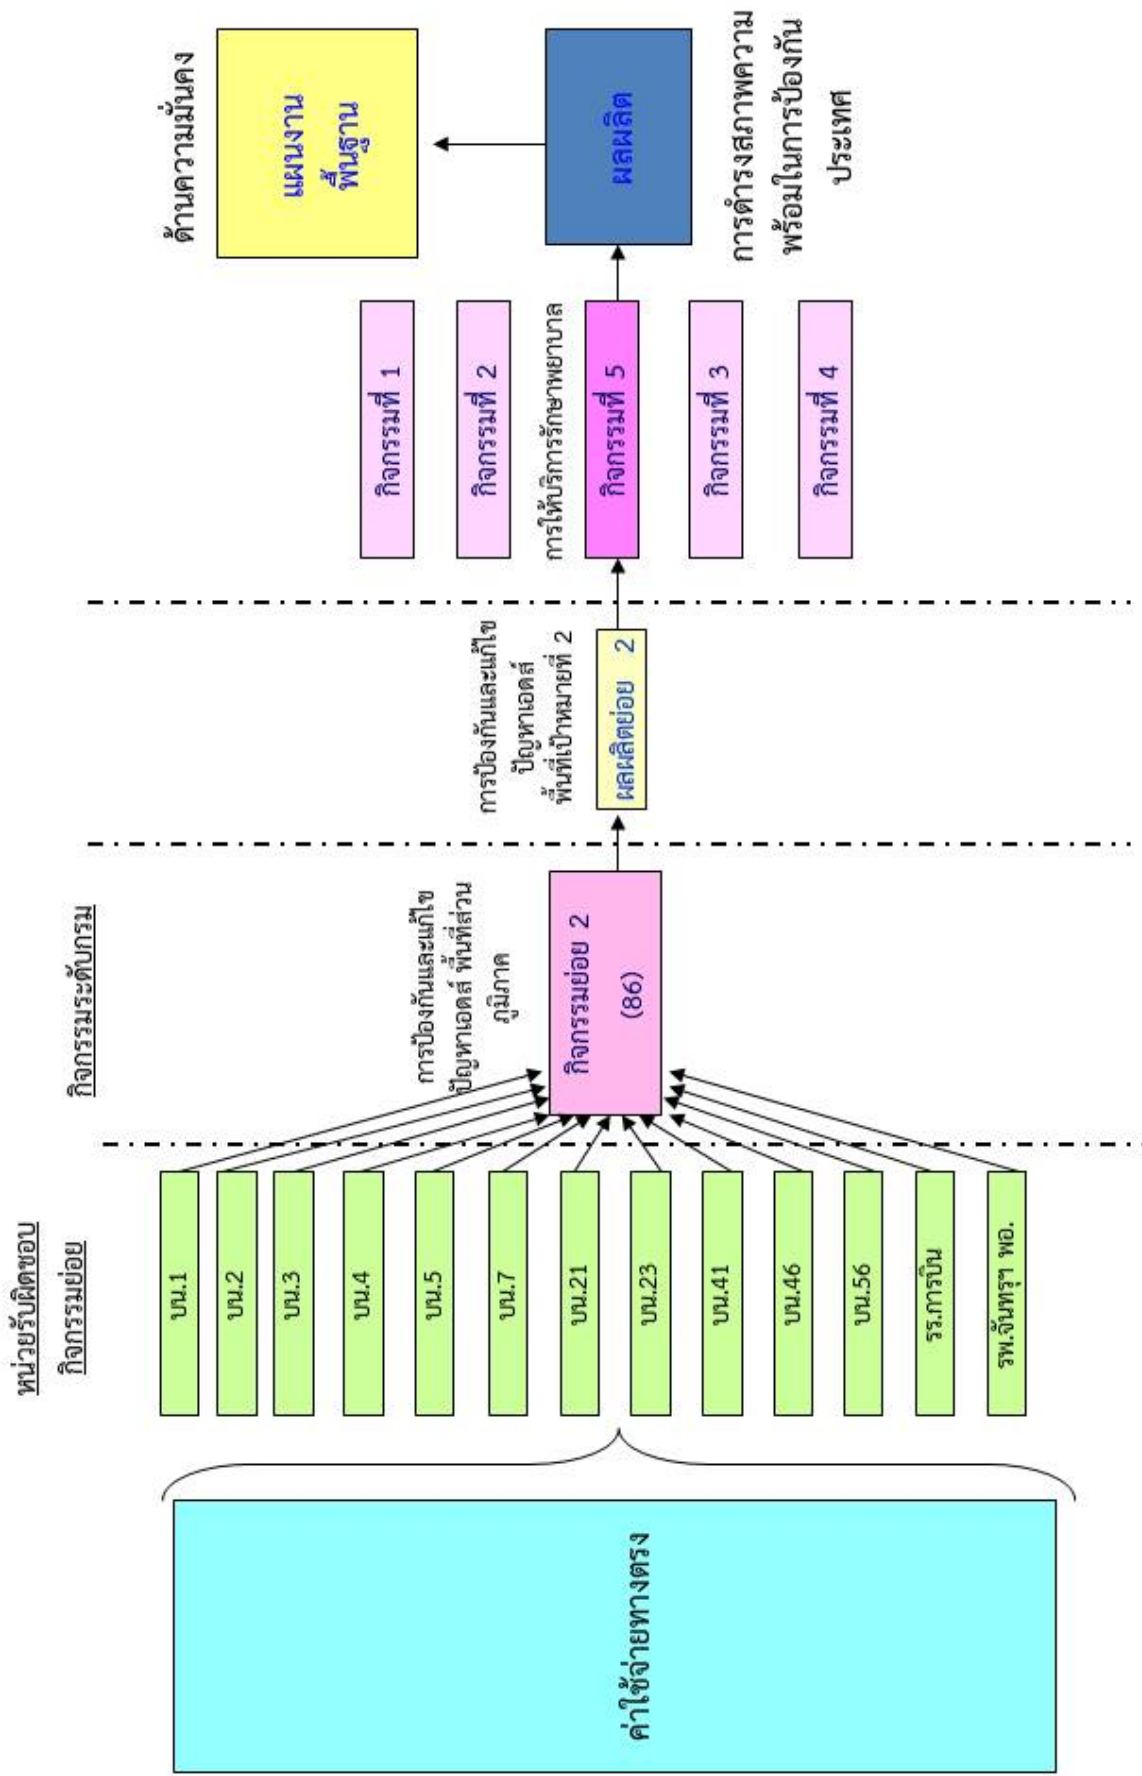 หน่วยรับผิดชอบ
กิจกรรมย่อย
กิจกรรมระดับกรม
ค่าใช้จ่ายทางตรง
บน.1
บน.2
บน.3
บน.4
บน.5
บน.7
บน.21
บน.23
บน.41
บน.46
บน.56
รร.การบิน
รพ.จันทรุฯ พอ.
การป้องกันและแก้ไข
ปัญหาเอดส์ พื้นที่ส่วน
ภูมิภาค
กิจกรรมย่อย 2
(86)
การป้องกันและแก้ไข
ปัญหาเอดส์
พื้นที่เป้าหมายที่ 2
ผลผลิตย่อย 2
กิจกรรมที่ 1
กิจกรรมที่ 2
การให้บริการรักษาพยาบาล
กิจกรรมที่ 5
กิจกรรมที่ 3
กิจกรรมที่ 4
ด้านความมั่นคง
แผนงาน
พื้นฐาน
ผลผลิต
การดำรงสภาพความ
พร้อมในการป้องกัน
ประเทศ